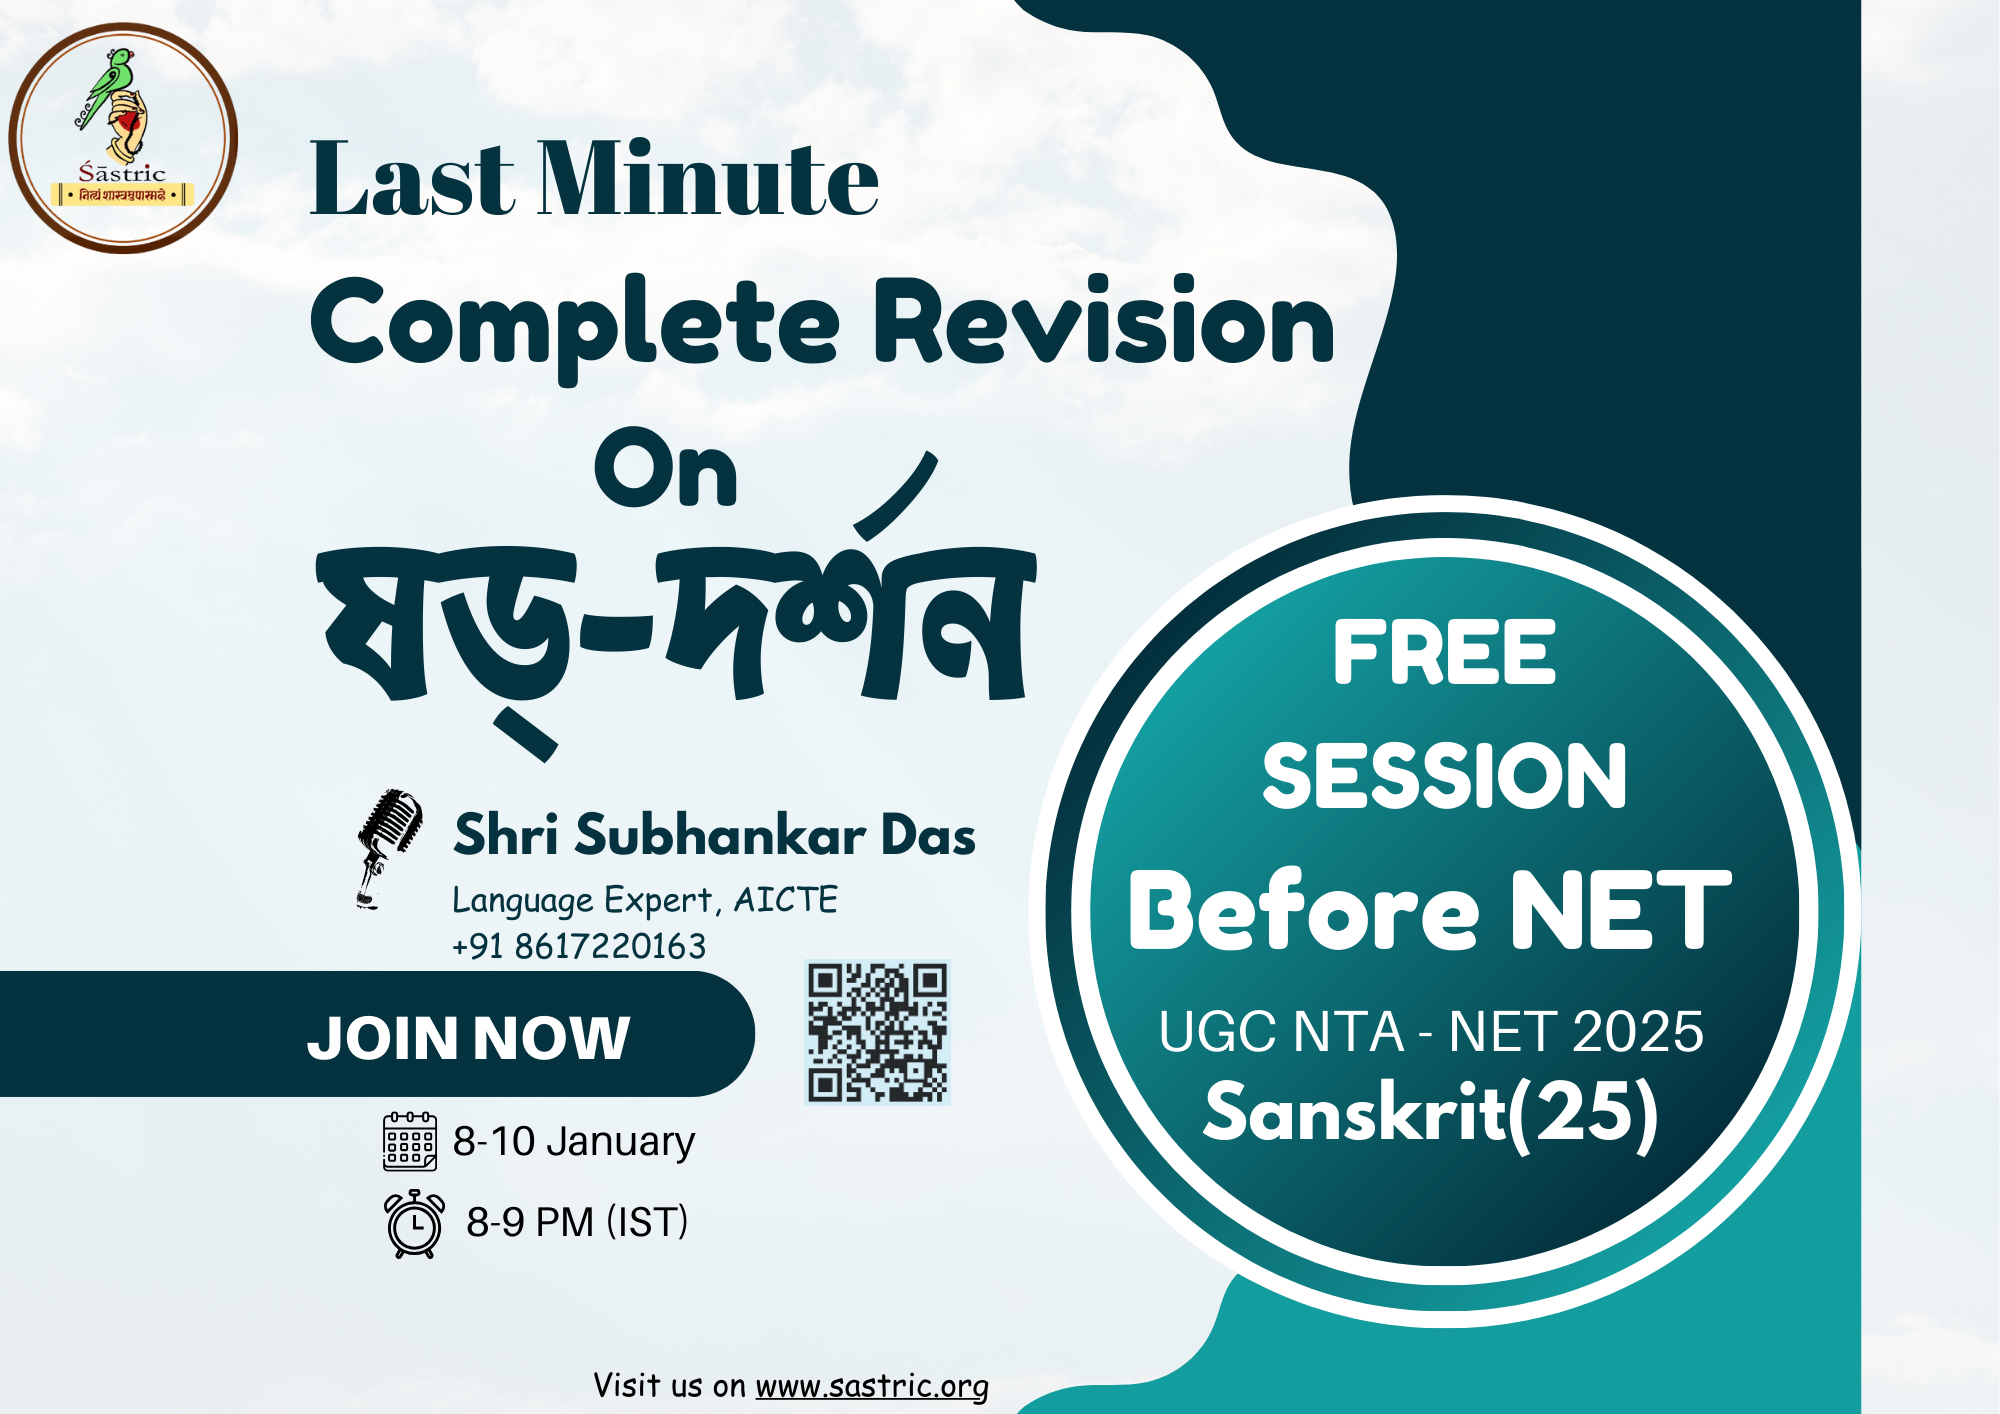 Śāstric
॥ • नित्यं शास्त्रमुपास्महे • ॥
Last Minute
Complete Revision
On
ষড্-দর্শন
Shri Subhankar Das
Language Expert, AICTE
+91 8617220163
JOIN NOW
8-10 January
8-9 PM (IST)
FREE
SESSION
Before NET
UGC NTA - NET 2025
Sanskrit(25)
Visit us on www.sastric.org